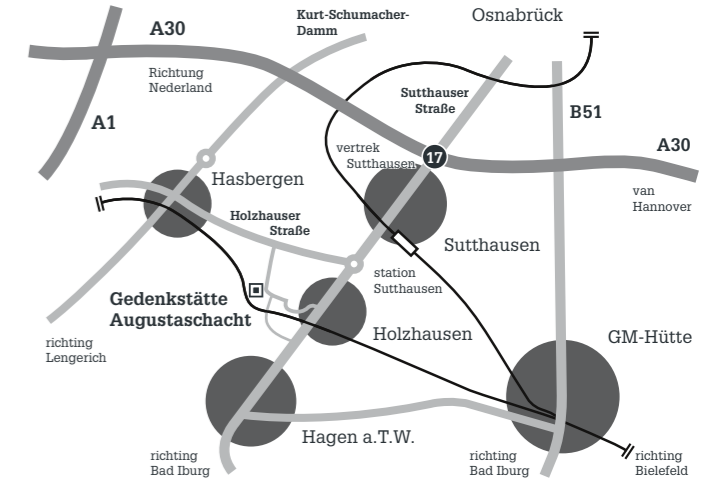 Kurt-Schumacher-
Damm
Osnabrück
A30
Richtung
Nederland
Sutthauser
Straße
B51
A1
vertrek
Sutthausen
17
A30
van
Hannover
Hasbergen
Holzhauser
Straße
Sutthausen
station
Sutthausen
Gedenkstätte
Augustaschacht
richting
Lengerich
Holzhausen
GM-Hütte
Hagen a.T.W.
richting
Bad Iburg
richting
Bad Iburg
richting
Bielefeld